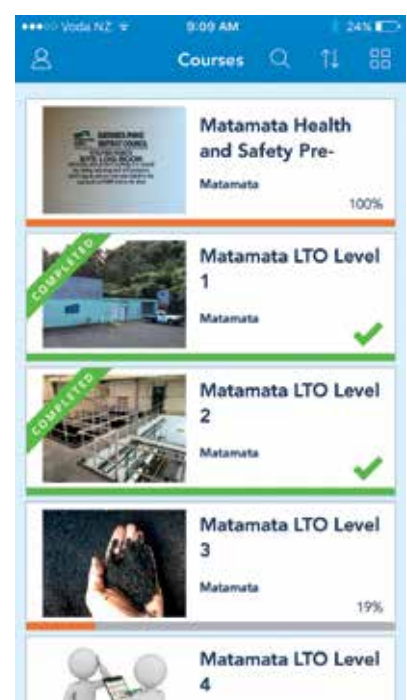 Voda NZ
9:09 AM
24%
Courses
Matamata Health
and Safety Pre-
Matamata
100%
COMPLETED
Matamata LTO Level
1
Matamata
COMPLETED
Matamata LTO Level
2
Matamata
Matamata LTO Level
3
Matamata
19%
Matamata LTO Level
4